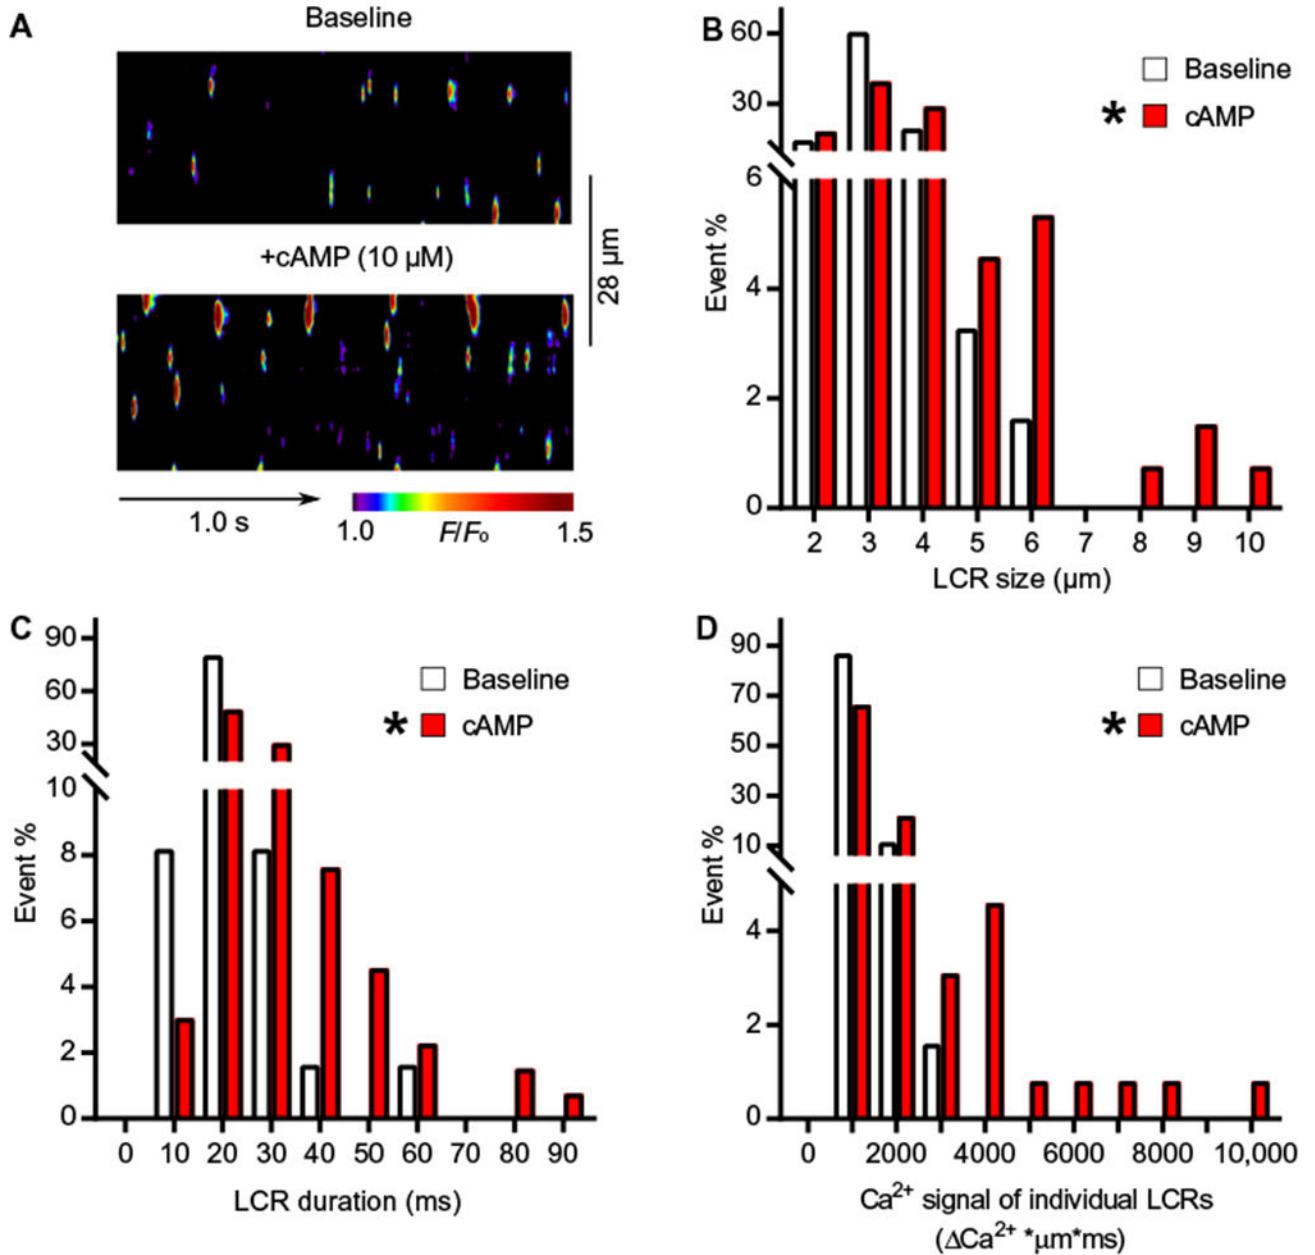 A
Baseline
+cAMP (10 µM)
28 µm
1.0 s
1.0
F/F₀
1.5
B
60
30
6
4
2
0
Event %
Baseline
* cAMP
2 3 4 5 6 7 8 9 10
LCR size (µm)
C
90
60
30
10
8
6
4
2
0
Event %
Baseline
* cAMP
0 10 20 30 40 50 60 70 80 90
LCR duration (ms)
D
90
70
50
30
10
4
2
0
Event %
Baseline
* cAMP
0 2000 4000 6000 8000 10,000
Ca²⁺ signal of individual LCRs
(ΔCa²⁺ *µm*ms)